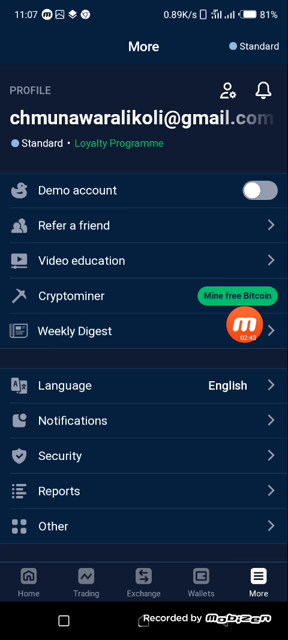 11:07 0.89K/s 81%
More Standard
PROFILE
chmunawaralikoli@gmail.com
Standard • Loyalty Programme
Demo account
Refer a friend
Video education
Cryptominer Mine free Bitcoin
Weekly Digest
02:43
Language English
Notifications
Security
Reports
Other
Home Trading Exchange Wallets More
Recorded by MOBIZEN